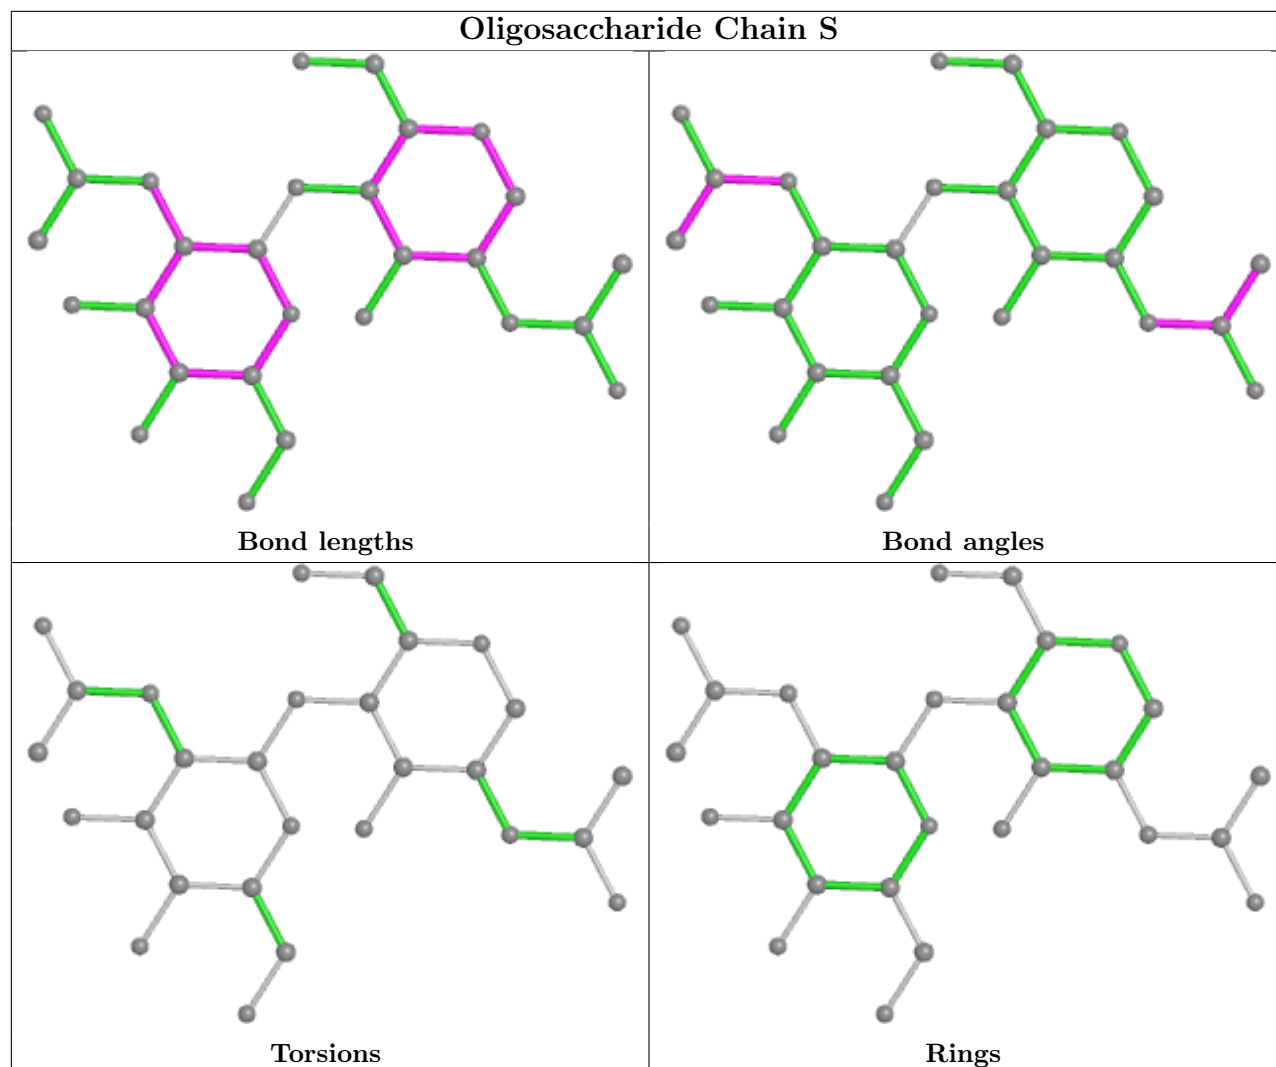 Oligosaccharide Chain S
Bond lengths
Bond angles
Torsions
Rings